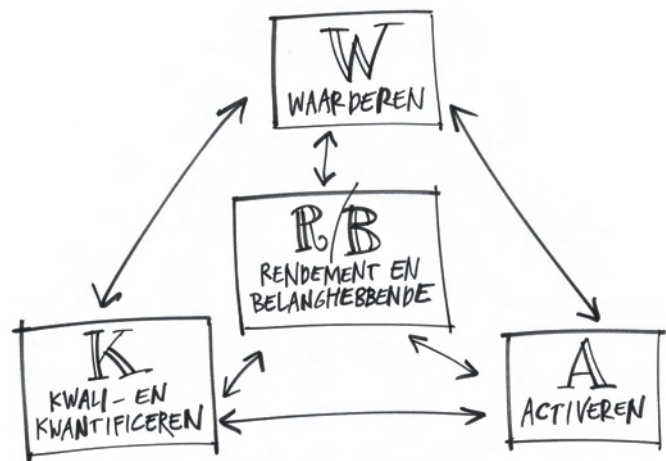 W
WAARDEREN
R/B
RENDEMENT EN
BELANGHEBBENDE
K
KWALI- EN
KWANTIFICEREN
A
ACTIVEREN